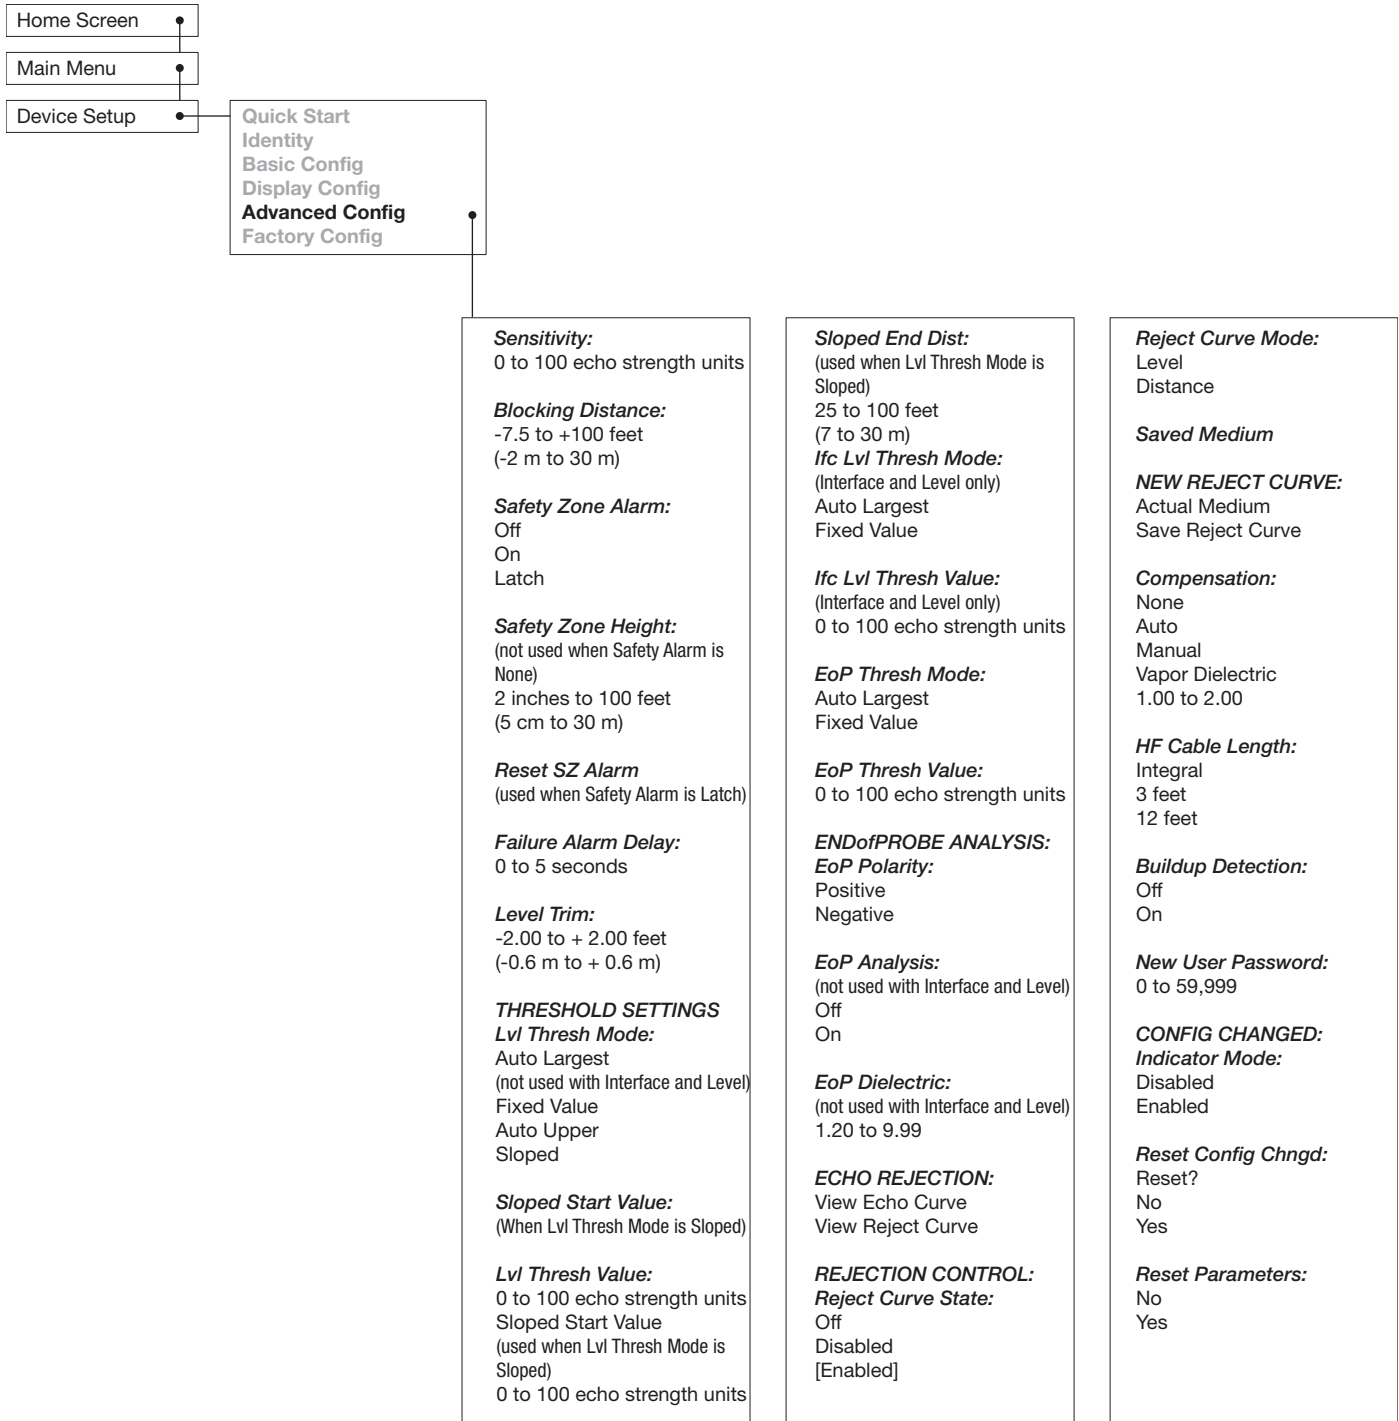 Home Screen
Main Menu
Device Setup
Quick Start
Identity
Basic Config
Display Config
Advanced Config
Factory Config
Sensitivity:
0 to 100 echo strength units
Blocking Distance:
-7.5 to +100 feet
(-2 m to 30 m)
Safety Zone Alarm:
Off
On
Latch
Safety Zone Height:
(not used when Safety Alarm is
None)
2 inches to 100 feet
(5 cm to 30 m)
Reset SZ Alarm
(used when Safety Alarm is Latch)
Failure Alarm Delay:
0 to 5 seconds
Level Trim:
-2.00 to + 2.00 feet
(-0.6 m to + 0.6 m)
THRESHOLD SETTINGS
Lvl Thresh Mode:
Auto Largest
(not used with Interface and Level)
Fixed Value
Auto Upper
Sloped
Sloped Start Value:
(When Lvl Thresh Mode is Sloped)
Lvl Thresh Value:
0 to 100 echo strength units
Sloped Start Value
(used when Lvl Thresh Mode is
Sloped)
0 to 100 echo strength units
Sloped End Dist:
(used when Lvl Thresh Mode is
Sloped)
25 to 100 feet
(7 to 30 m)
Ifc Lvl Thresh Mode:
(Interface and Level only)
Auto Largest
Fixed Value
Ifc Lvl Thresh Value:
(Interface and Level only)
0 to 100 echo strength units
EoP Thresh Mode:
Auto Largest
Fixed Value
EoP Thresh Value:
0 to 100 echo strength units
ENDofPROBE ANALYSIS:
EoP Polarity:
Positive
Negative
EoP Analysis:
(not used with Interface and Level)
Off
On
EoP Dielectric:
(not used with Interface and Level)
1.20 to 9.99
ECHO REJECTION:
View Echo Curve
View Reject Curve
REJECTION CONTROL:
Reject Curve State:
Off
Disabled
[Enabled]
Reject Curve Mode:
Level
Distance
Saved Medium
NEW REJECT CURVE:
Actual Medium
Save Reject Curve
Compensation:
None
Auto
Manual
Vapor Dielectric
1.00 to 2.00
HF Cable Length:
Integral
3 feet
12 feet
Buildup Detection:
Off
On
New User Password:
0 to 59,999
CONFIG CHANGED:
Indicator Mode:
Disabled
Enabled
Reset Config Chngd:
Reset?
No
Yes
Reset Parameters:
No
Yes